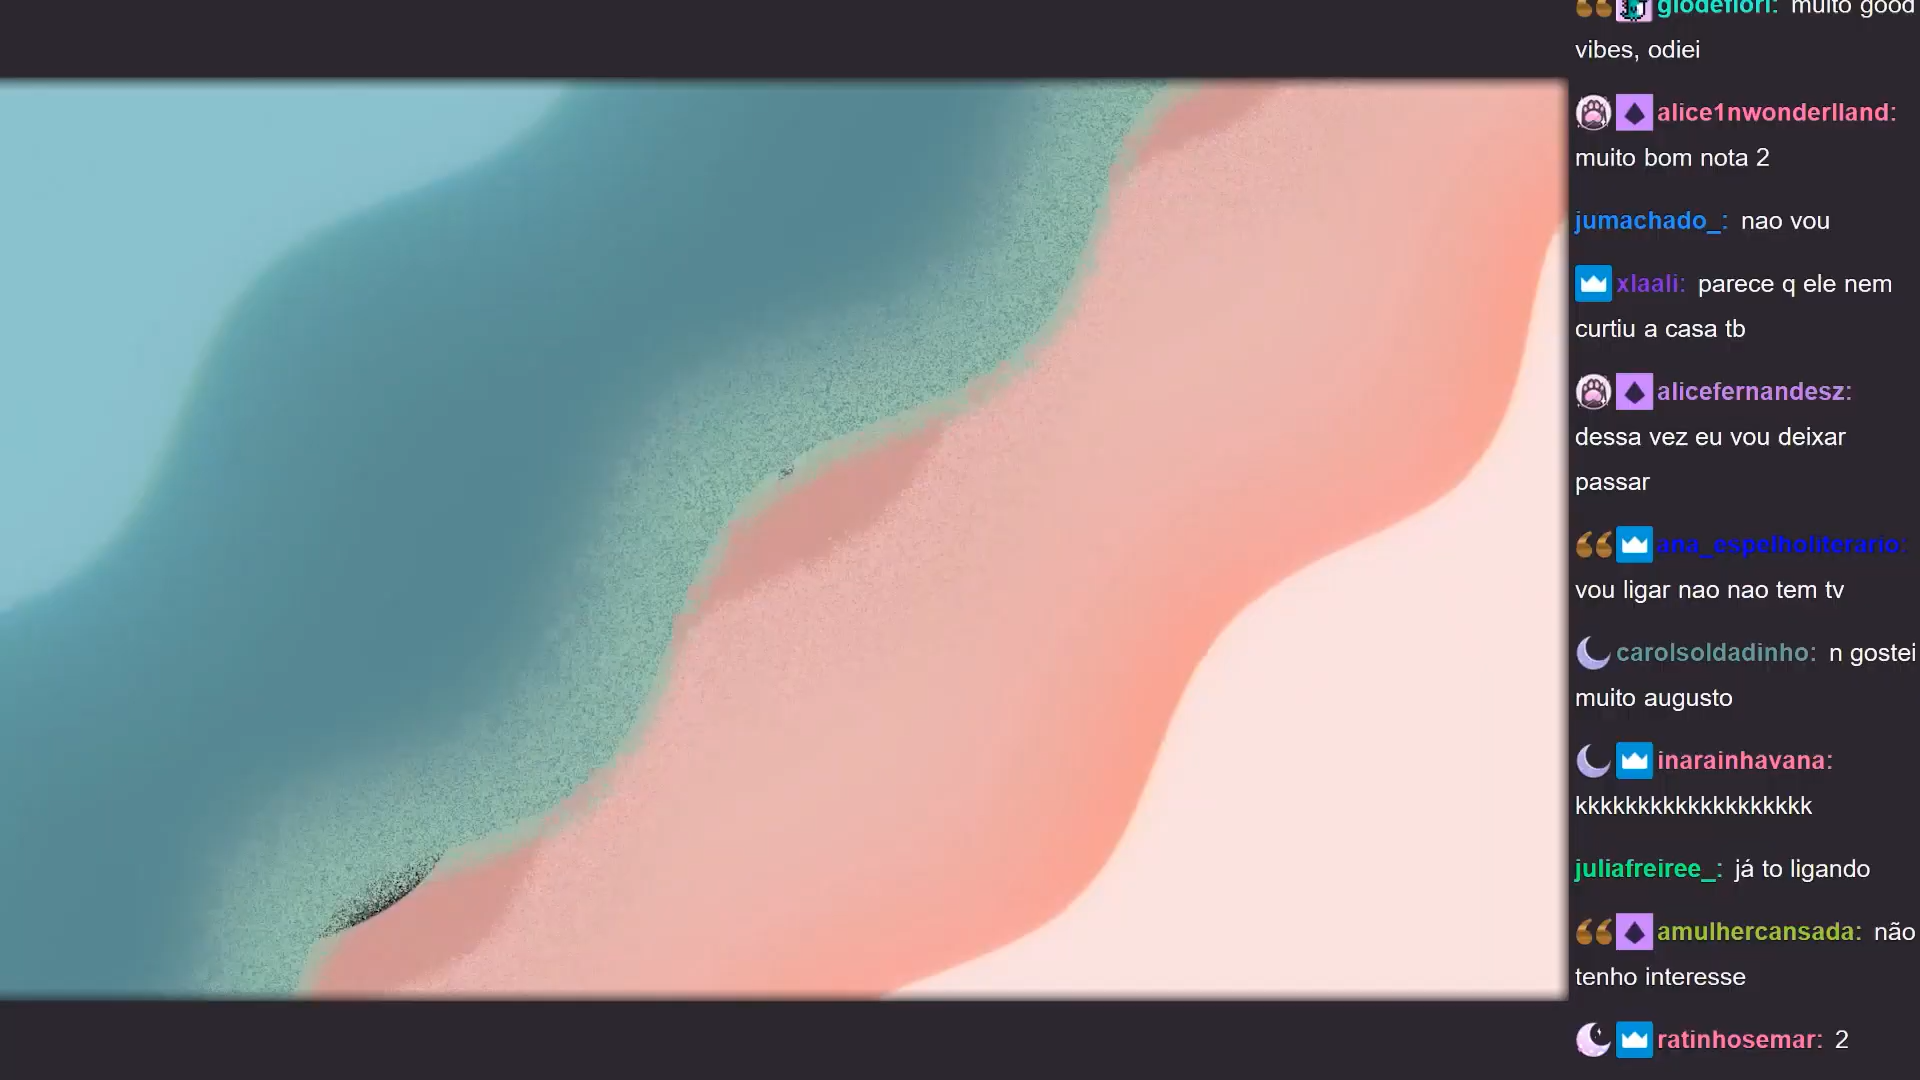 giodefiori: muito good
vibes, odiei
alice1nwonderlland:
muito bom nota 2
jumachado_: nao vou
xlaali: parece q ele nem
curtiu a casa tb
alicefernandesz:
dessa vez eu vou deixar
passar
ana_espelholiterario:
vou ligar nao nao tem tv
carolsoldadinho: n gostei
muito augusto
inarainhavana:
kkkkkkkkkkkkkkkkkkk
juliafreiree_: já to ligando
amulhercansada: não
tenho interesse
ratinhosemar: 2